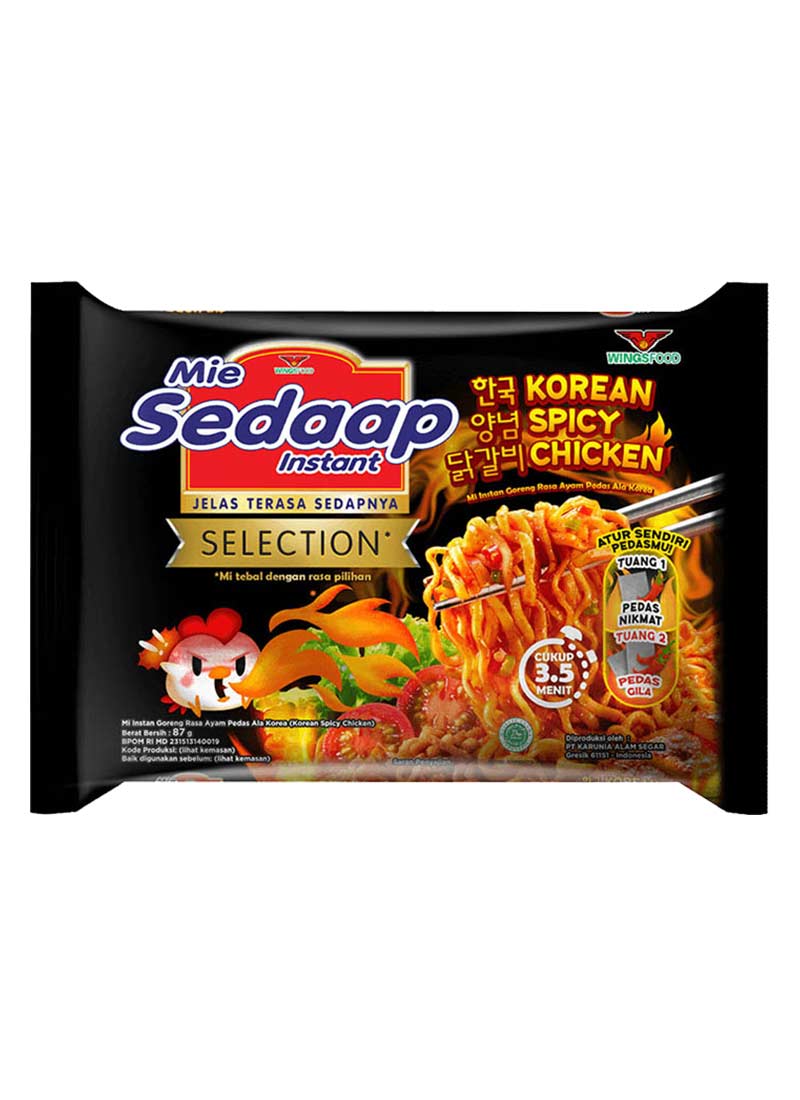 WINGSFOOD
Mie
Sedaap
Instant
JELAS TERASA SEDAPNYA
SELECTION*
*Mi tebal dengan rasa pilihan
WINGSFOOD
한국 KOREAN
양념 SPICY
닭갈비 CHICKEN
Mi Instan Goreng Rasa Ayam Pedas Ala Korea
ATUR SENDIRI
PEDASMU!
TUANG 1
PEDAS
NIKMAT
TUANG 2
PEDAS
GILA
CUKUP
3.5
MENIT
Mi Instan Goreng Rasa Ayam Pedas Ala Korea (Korean Spicy Chicken)
Berat Bersih : 87 g
BPOM RI MD 231513140019
Kode Produksi: (lihat kemasan)
Baik digunakan sebelum: (lihat kemasan)
Saran Penyajian
Diproduksi oleh :
PT KARUNIA ALAM SEGAR
Gresik 61151 - Indonesia